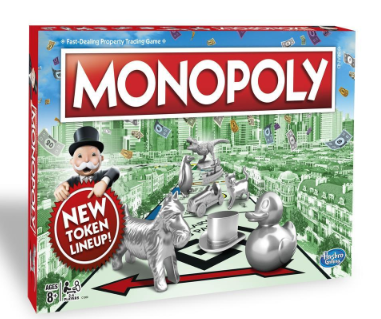 Fast-Dealing Property Trading Game
MONOPOLY
MONOPOLY
NEW
TOKEN
LINEUP!
AGES
8+
Hasbro
Gaming